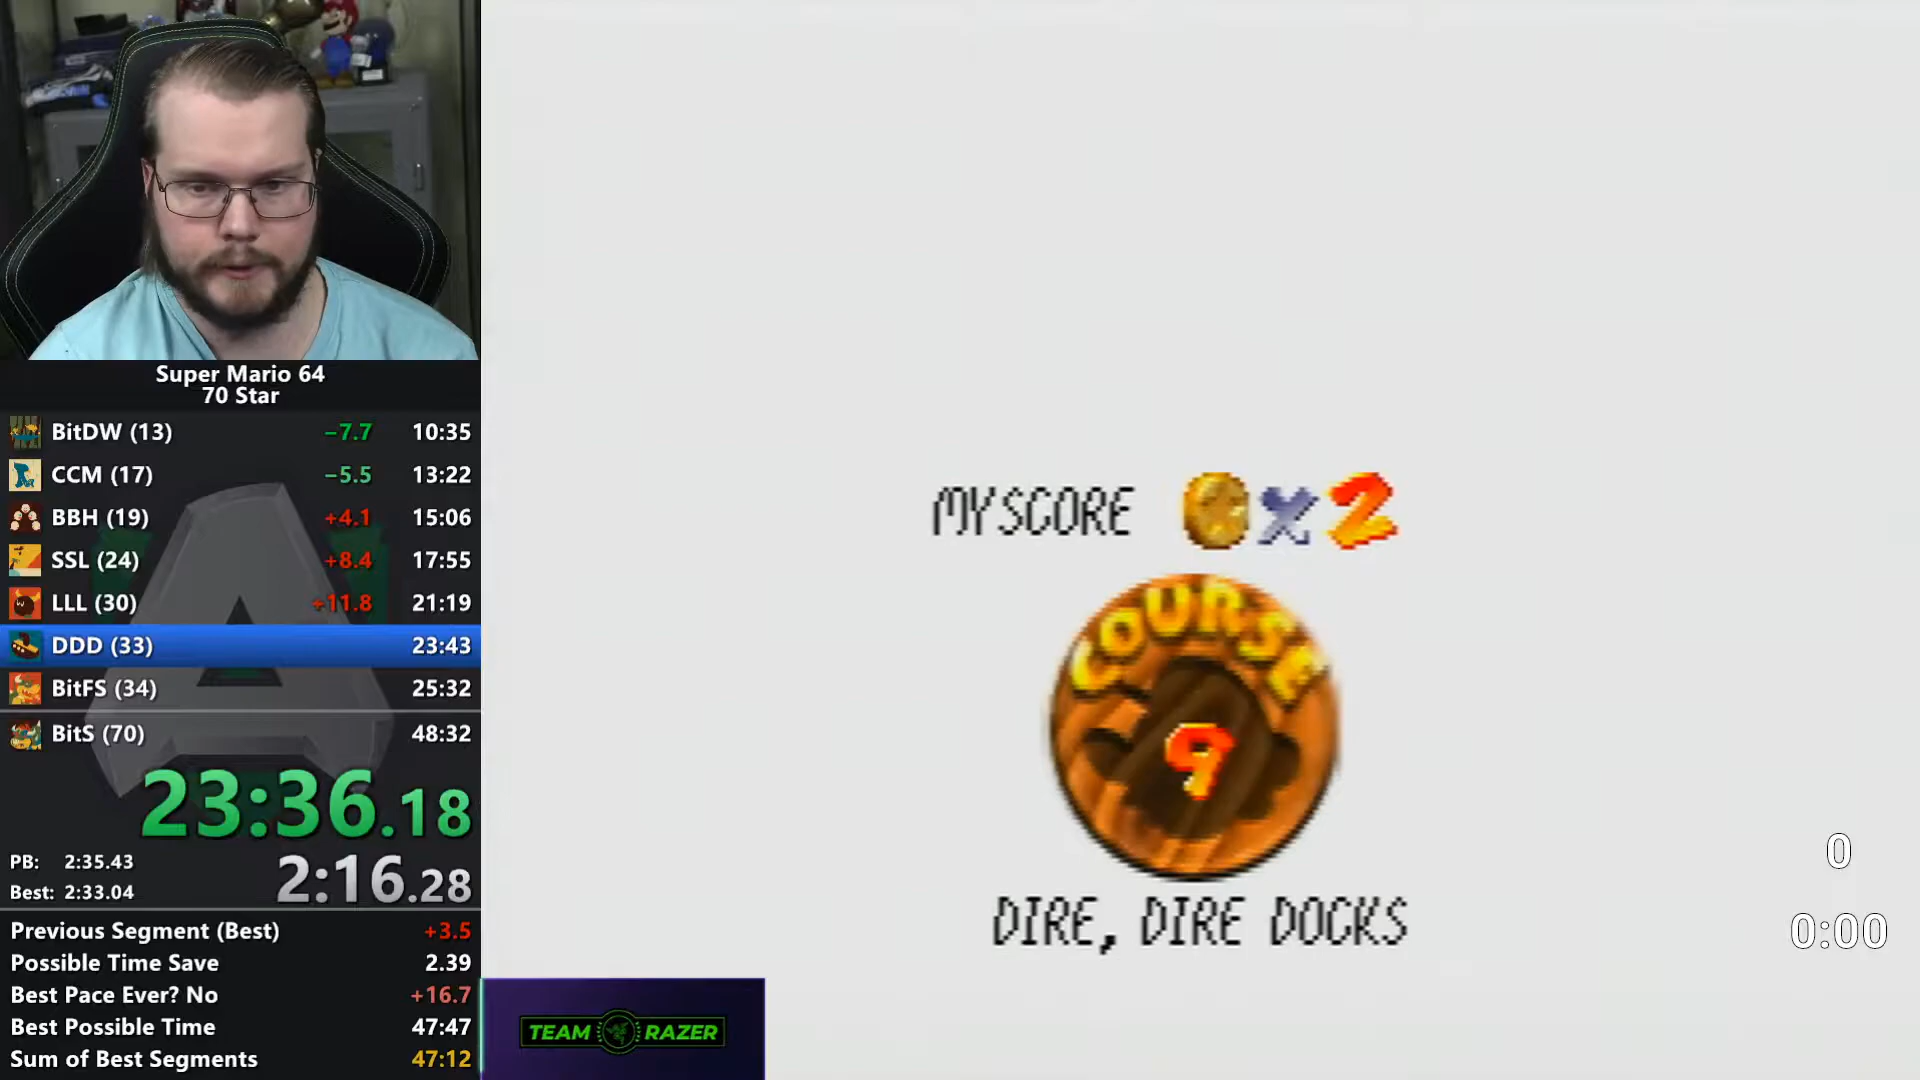 Super Mario 64
70 Star
BitDW (13) −7.7 10:35
CCM (17) −5.5 13:22
BBH (19) +4.1 15:06
SSL (24) +8.4 17:55
LLL (30) +11.8 21:19
DDD (33) 23:43
BitFS (34) 25:32
BitS (70) 48:32
23:36.18
PB: 2:35.43
Best: 2:33.04
2:16.28
Previous Segment (Best) +3.5
Possible Time Save 2.39
Best Pace Ever? No +16.7
Best Possible Time 47:47
Sum of Best Segments 47:12
MYSCORE x 2
COURSE
9
DIRE, DIRE DOCKS
0
0:00
TEAM RAZER